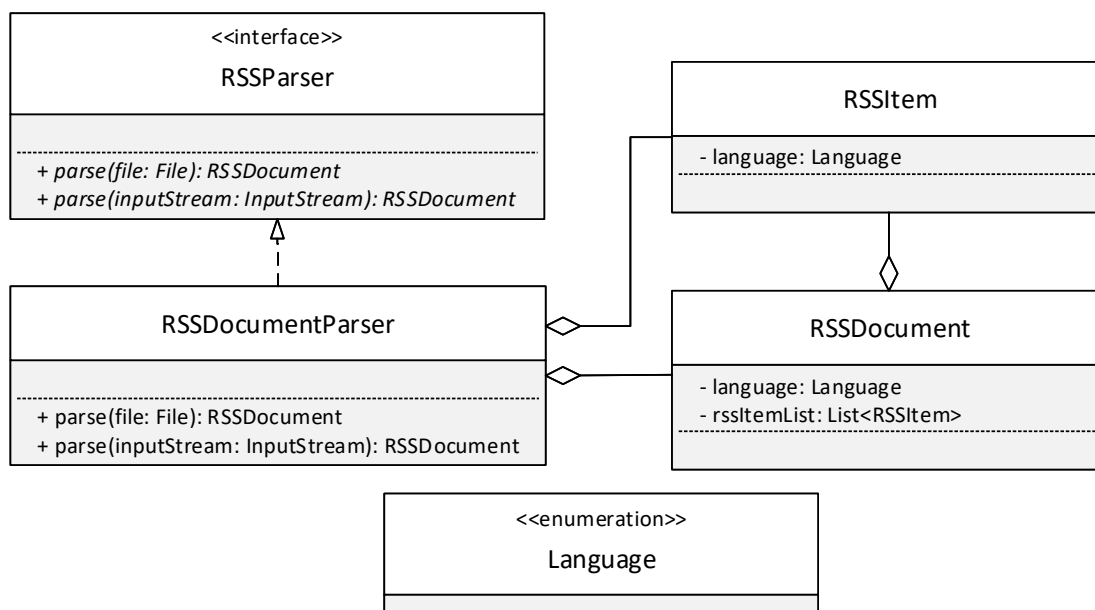 <<interface>>
RSSParser
+ parse(file: File): RSSDocument
+ parse(inputStream: InputStream): RSSDocument
RSSItem
- language: Language
RSSDocumentParser
+ parse(file: File): RSSDocument
+ parse(inputStream: InputStream): RSSDocument
RSSDocument
- language: Language
- rssItemList: List<RSSItem>
<<enumeration>>
Language